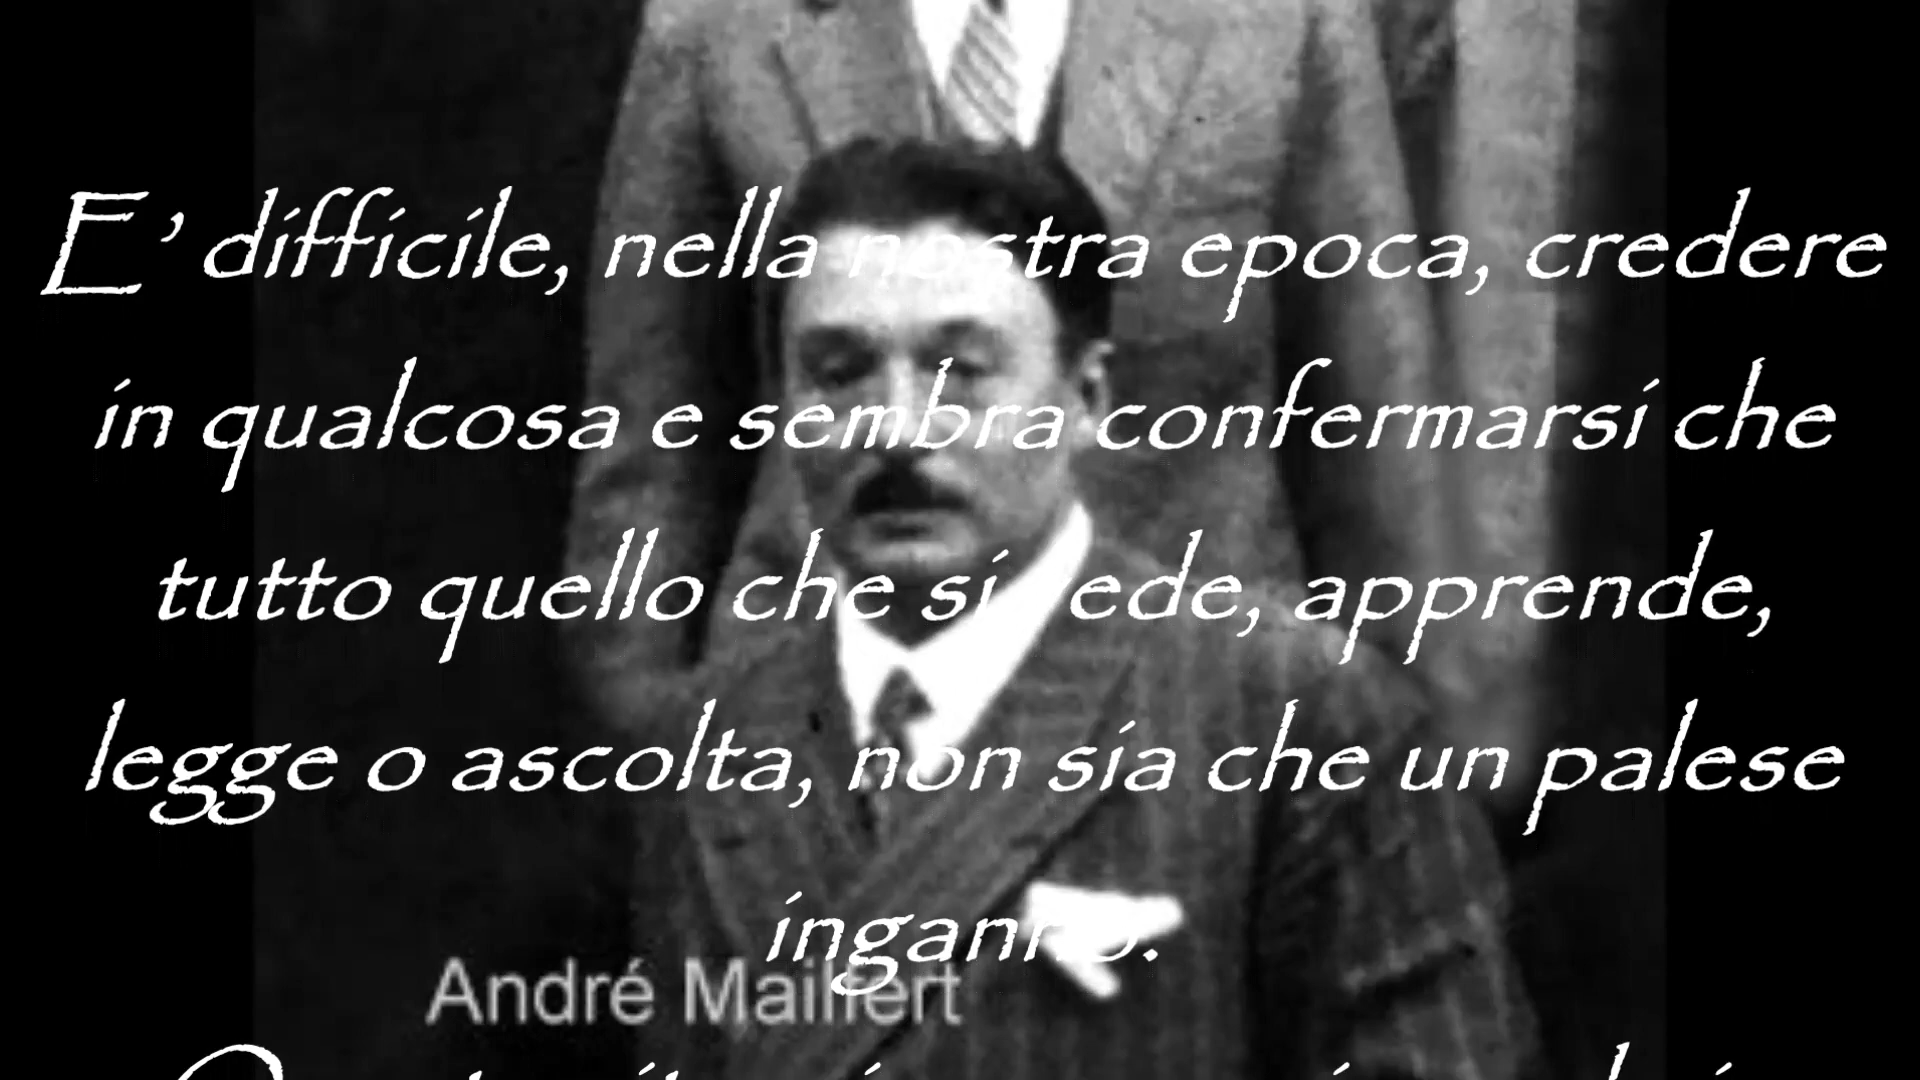 E' difficile, nella nostra epoca, credere
in qualcosa e sembra confermarsi che
tutto quello che si vede, apprende,
legge o ascolta, non sia che un palese
inganno.
André Maillert